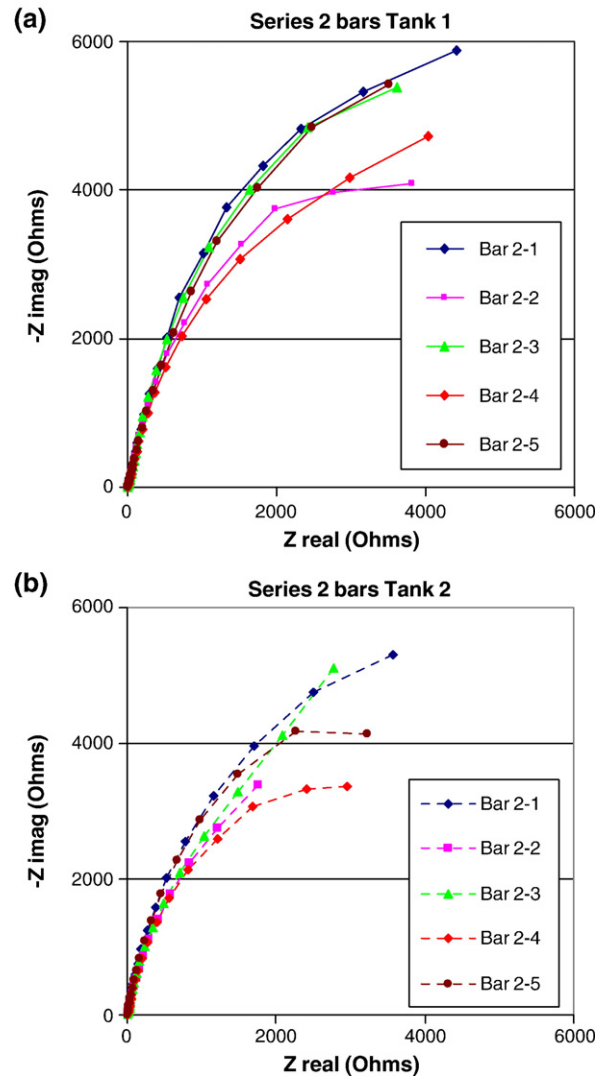 (a)
Series 2 bars Tank 1
6000
4000
2000
0
-Z imag (Ohms)
Bar 2-1
Bar 2-2
Bar 2-3
Bar 2-4
Bar 2-5
0 2000 4000 6000
Z real (Ohms)
(b)
Series 2 bars Tank 2
6000
4000
2000
0
-Z imag (Ohms)
Bar 2-1
Bar 2-2
Bar 2-3
Bar 2-4
Bar 2-5
0 2000 4000 6000
Z real (Ohms)